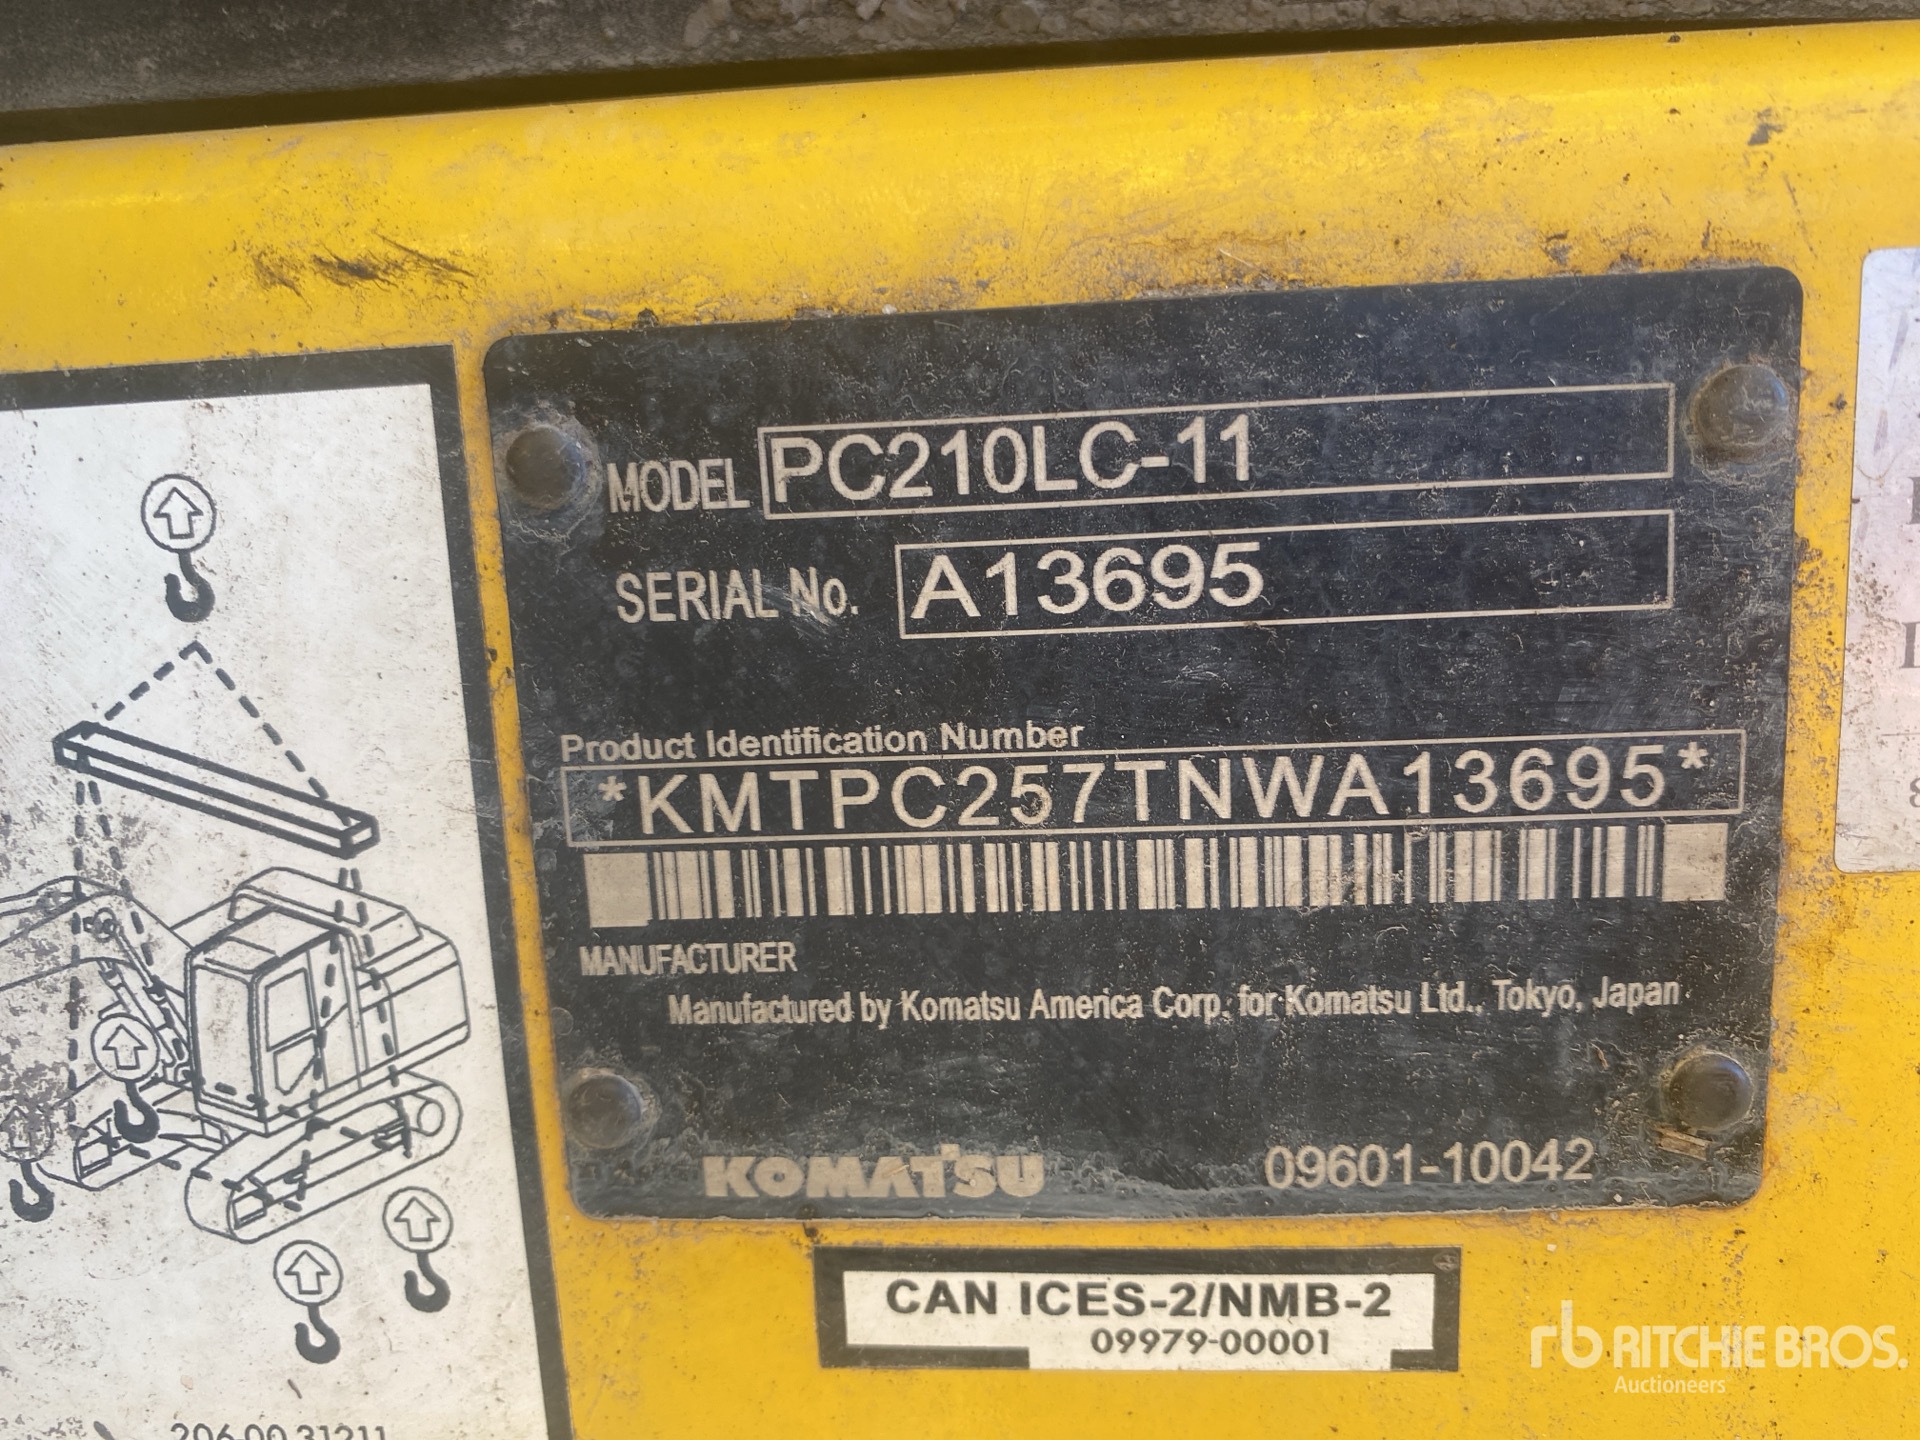 MODEL PC210LC-11
SERIAL No. A13695
Product Identification Number
*KMTPC257TNWA13695*
MANUFACTURER
Manufactured by Komatsu America Corp. for Komatsu Ltd., Tokyo, Japan
KOMATSU 09601-10042
CAN ICES-2/NMB-2
09979-00001
rb RITCHIE BROS.
Auctioneers